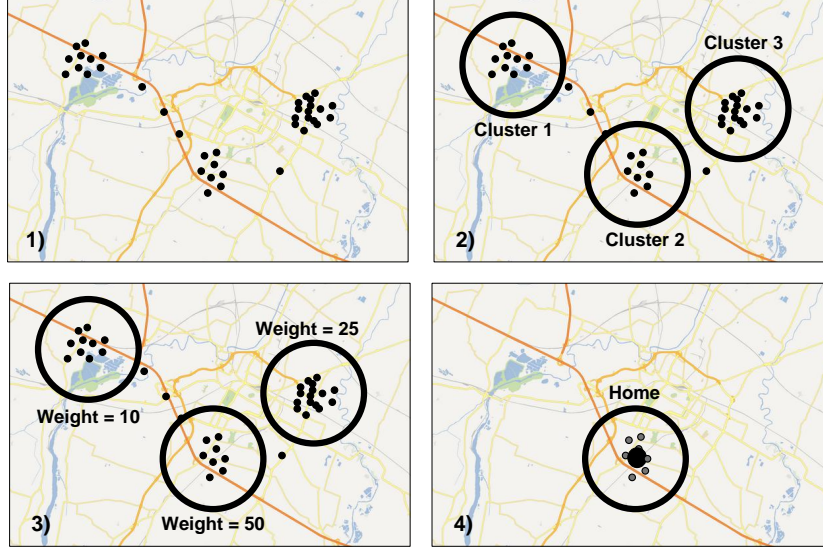 1)
Cluster 3
Cluster 1
2)
Cluster 2
Weight = 25
Weight = 10
3)
Weight = 50
Home
4)